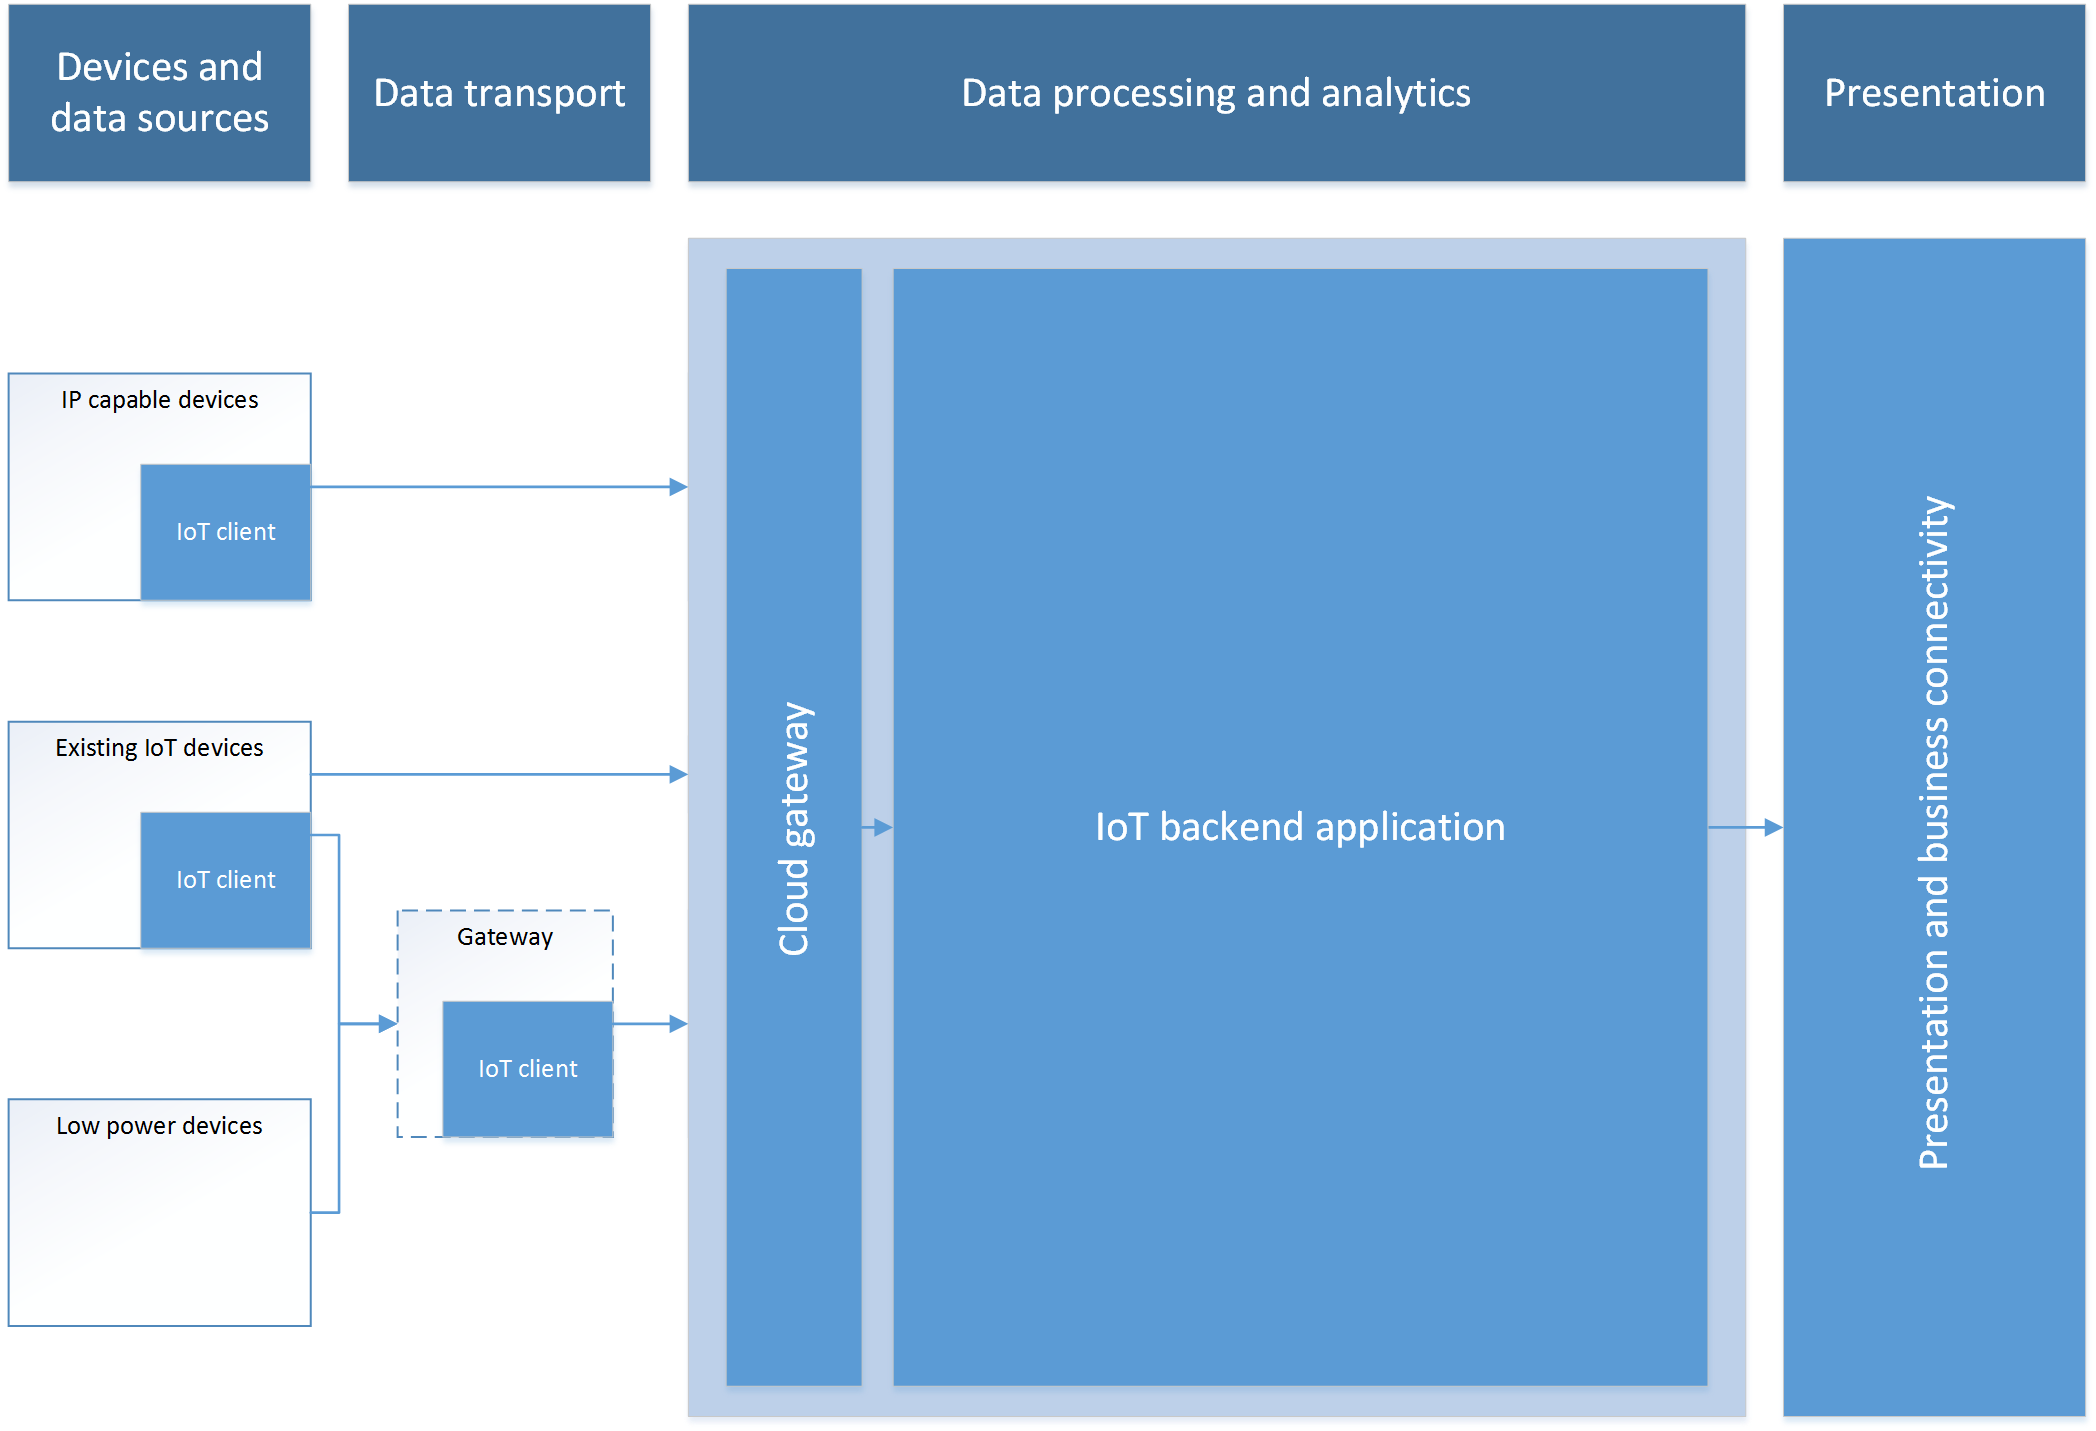 Devices and
data sources
Data transport
Data processing and analytics
Presentation
IP capable devices
IoT client
Existing IoT devices
IoT client
Gateway
IoT client
Low power devices
Cloud gateway
IoT backend application
Presentation and business connectivity